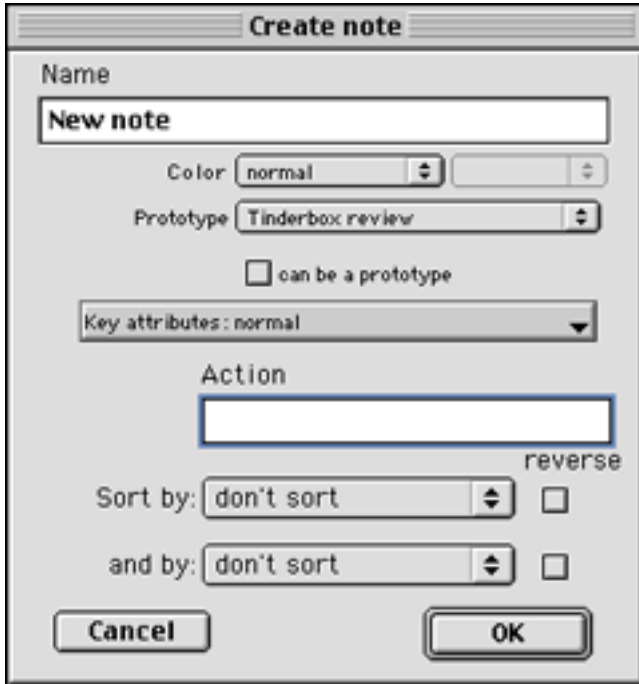 Create note
Name
New note
Color normal
Prototype Tinderbox review
can be a prototype
Key attributes: normal
Action
reverse
Sort by: don't sort
and by: don't sort
Cancel OK